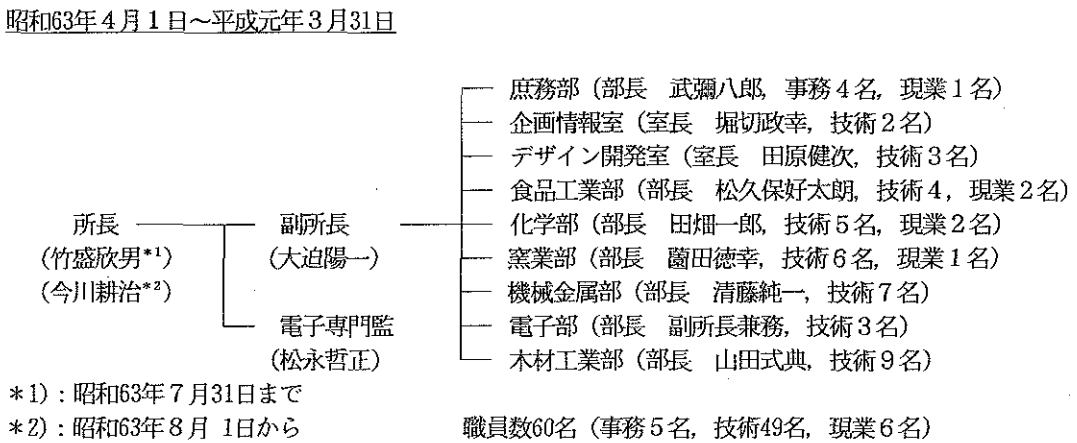 昭和63年4月1日~平成元年3月31日
庶務部(部長 武彌八郎, 事務4名, 現業1名)
企画情報室(室長 堀切政幸, 技術2名)
デザイン開発室(室長 田原健次, 技術3名)
食品工業部(部長 松久保好太朗, 技術4, 現業2名)
所長 副所長 化学部(部長 田畑一郎, 技術5名, 現業2名)
(竹盛欣男*1) (大迫陽一) 窯業部(部長 薗田徳幸, 技術6名, 現業1名)
(今川耕治*2) 機械金属部(部長 清藤純一, 技術7名)
電子専門監 電子部(部長 副所長兼務, 技術3名)
(松永哲正) 木材工業部(部長 山田式典, 技術9名)
*1):昭和63年7月31日まで
*2):昭和63年8月 1日から 職員数60名(事務5名, 技術49名, 現業6名)